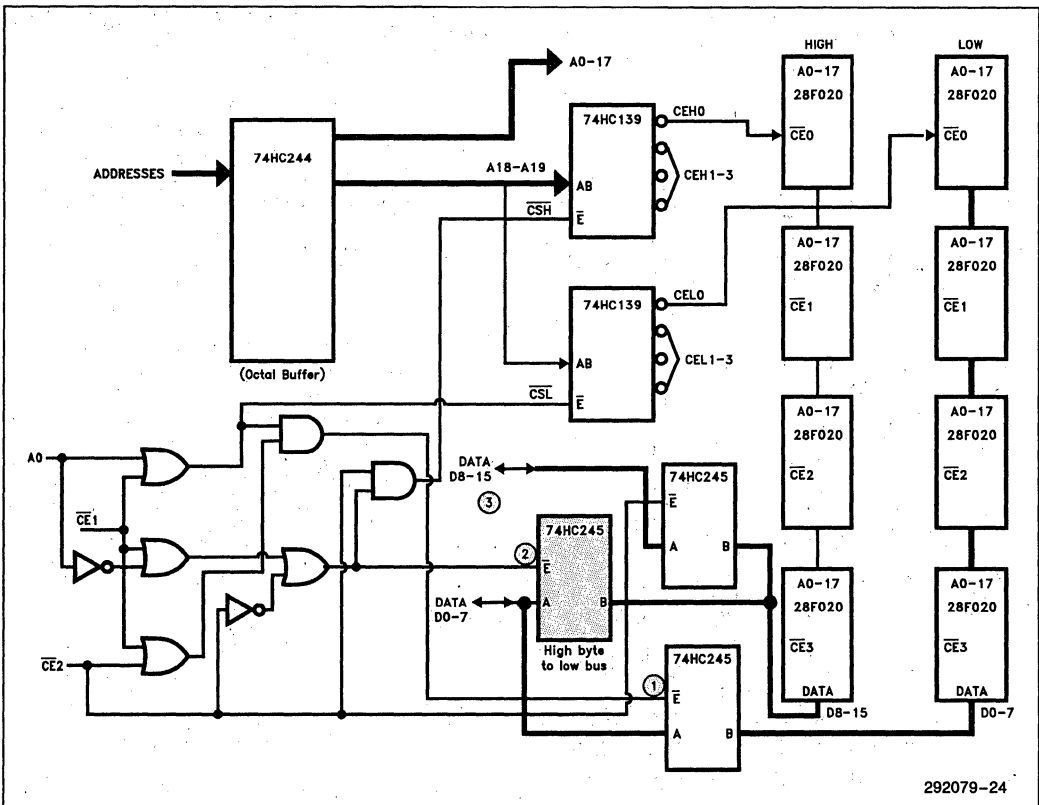 HIGH
LOW
A0-17
A0-17
28F020
CE0
A0-17
28F020
CE0
74HC244
ADDRESSES
(Octal Buffer)
74HC139
CEH0
CEH1-3
A18-A19
AB
CSH
E
A0-17
28F020
CE1
A0-17
28F020
CE1
74HC139
CEL0
CEL1-3
AB
CSL
E
A0-17
28F020
CE2
A0-17
28F020
CE2
A0
CE1
CE2
DATA
D8-15
3
74HC245
E
A
B
74HC245
2
E
DATA
D0-7
A
B
High byte
to low bus
A0-17
28F020
CE3
DATA
D8-15
A0-17
28F020
CE3
DATA
D0-7
74HC245
1
E
A
B
292079-24